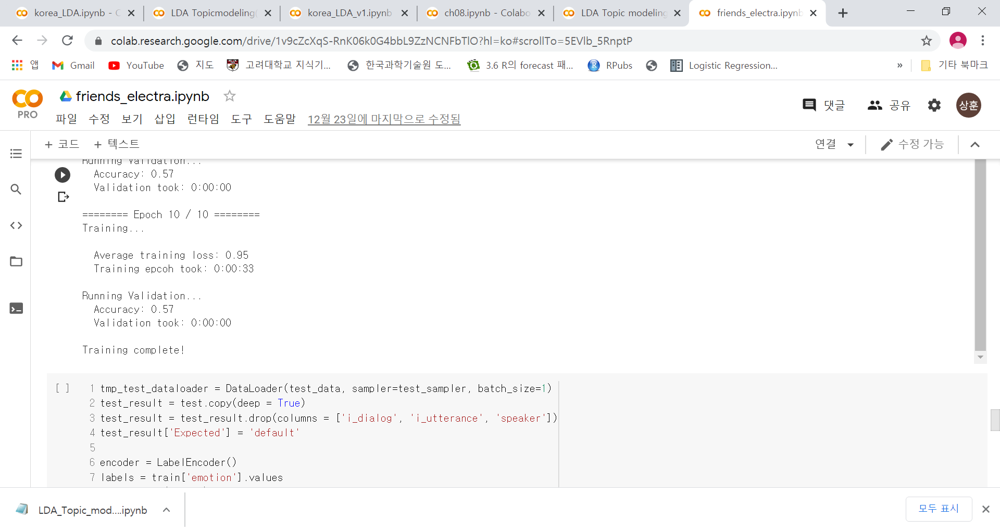 korea_LDA.ipynb - C
LDA Topicmodeling(
korea_LDA_v1.ipynb
ch08.ipynb - Colabo
LDA Topic modeling
friends_electra.ipynb
colab.research.google.com/drive/1v9cZcXqS-RnK06k0G4bbL9ZzNCNFbTlO?hl=ko#scrollTo=5EVlb_5RnptP
앱
Gmail
YouTube
지도
고려대학교 지식기...
한국과학기술원 도...
3.6 R의 forecast 패...
RPubs
Logistic Regression...
»
기타 북마크
PRO
friends_electra.ipynb
파일 수정 보기 삽입 런타임 도구 도움말 12월 23일에 마지막으로 수정됨
댓글
공유
상훈
+ 코드 + 텍스트
연결
수정 가능
Running Validation...
Accuracy: 0.57
Validation took: 0:00:00
======== Epoch 10 / 10 ========
Training...
Average training loss: 0.95
Training epcoh took: 0:00:33
Running Validation...
Accuracy: 0.57
Validation took: 0:00:00
Training complete!
[ ]
1 tmp_test_dataloader = DataLoader(test_data, sampler=test_sampler, batch_size=1)
2 test_result = test.copy(deep = True)
3 test_result = test_result.drop(columns = ['i_dialog', 'i_utterance', 'speaker'])
4 test_result['Expected'] = 'default'
5
6 encoder = LabelEncoder()
7 labels = train['emotion'].values
LDA_Topic_mod....ipynb
모두 표시